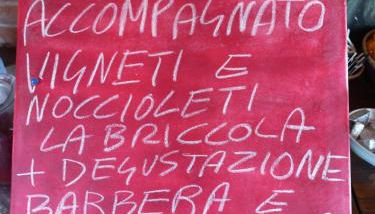 ACCOMPAGNATO
VIGNETI E
NOCCIOLETI
LA BRICCOLA
+ DEGUSTAZIONE
BARBERA E